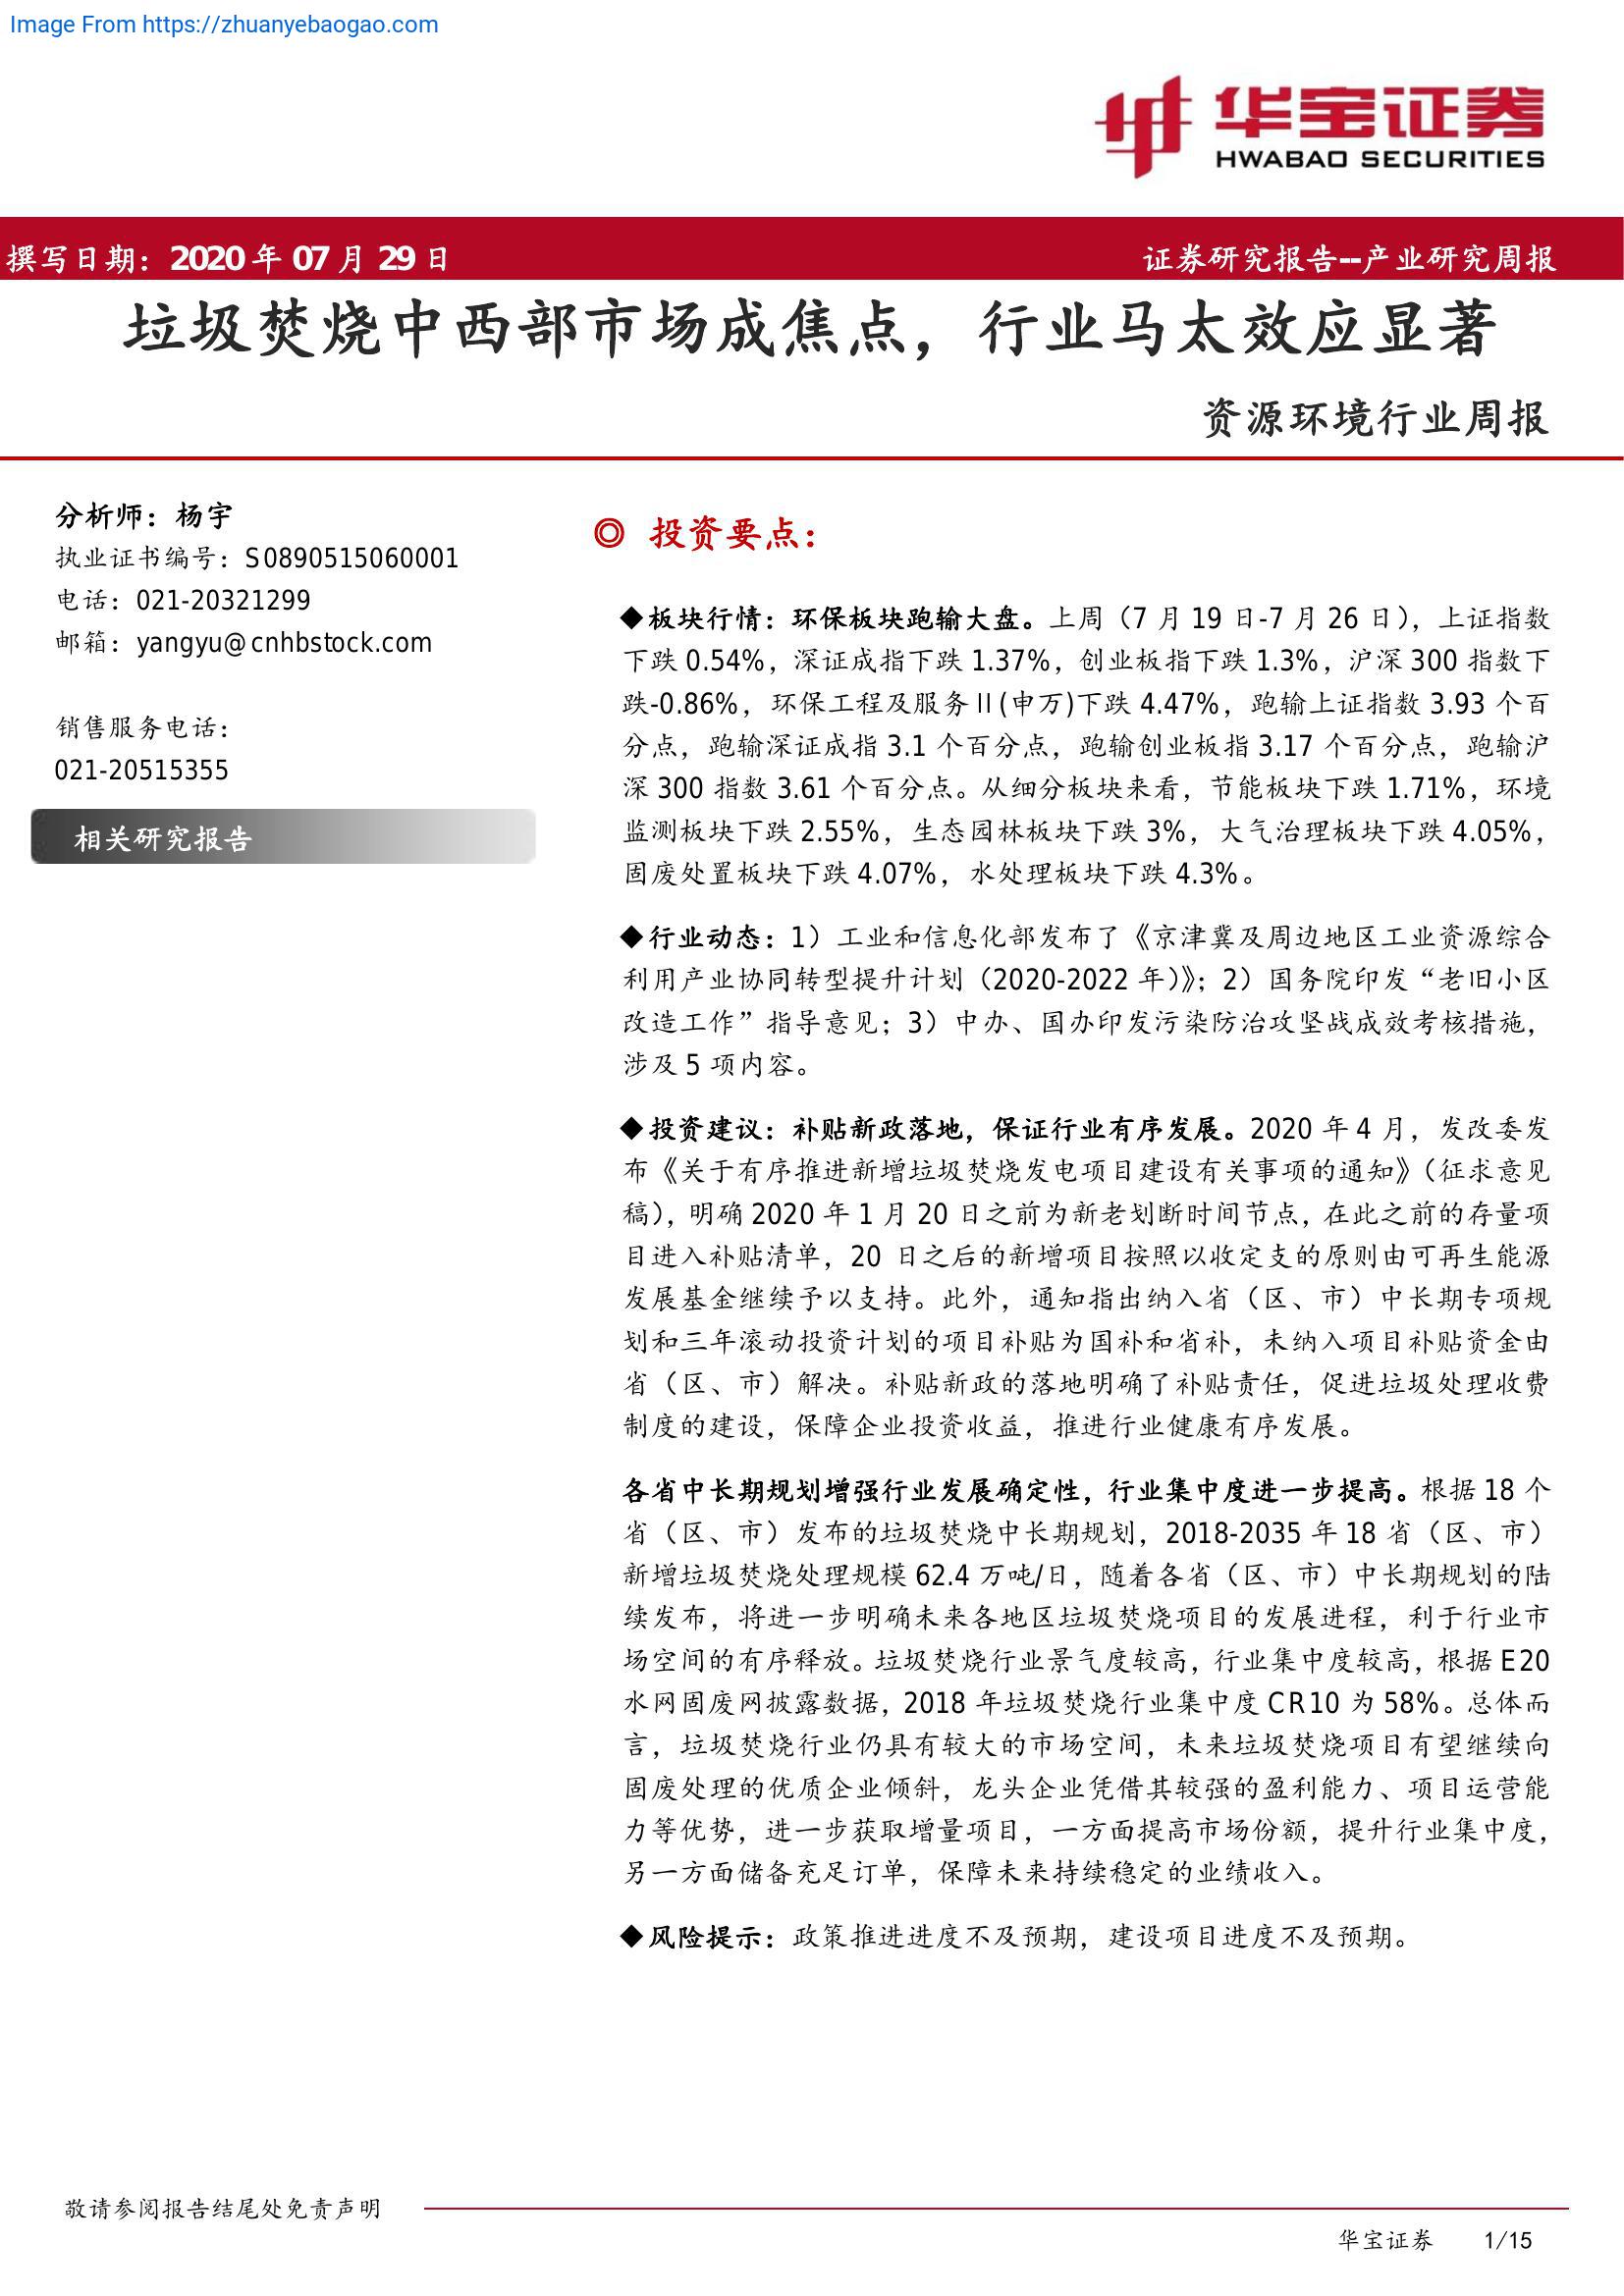 Image From https://zhuanyebaogao.com
华宝证券
HWABAO SECURITIES
撰写日期：2020 年 07 月 29 日
证券研究报告--产业研究周报
垃圾焚烧中西部市场成焦点，行业马太效应显著
资源环境行业周报
分析师：杨宇
执业证书编号：S0890515060001
电话：021-20321299
邮箱：yangyu@cnhbstock.com
销售服务电话：
021-20515355
相关研究报告
◎ 投资要点：
◆板块行情：环保板块跑输大盘。上周（7 月 19 日-7 月 26 日），上证指数
下跌 0.54%，深证成指下跌 1.37%，创业板指下跌 1.3%，沪深 300 指数下
跌-0.86%，环保工程及服务Ⅱ(申万)下跌 4.47%，跑输上证指数 3.93 个百
分点，跑输深证成指 3.1 个百分点，跑输创业板指 3.17 个百分点，跑输沪
深 300 指数 3.61 个百分点。从细分板块来看，节能板块下跌 1.71%，环境
监测板块下跌 2.55%，生态园林板块下跌 3%，大气治理板块下跌 4.05%，
固废处置板块下跌 4.07%，水处理板块下跌 4.3%。
◆行业动态：1）工业和信息化部发布了《京津冀及周边地区工业资源综合
利用产业协同转型提升计划（2020-2022 年）》；2）国务院印发“老旧小区
改造工作”指导意见；3）中办、国办印发污染防治攻坚战成效考核措施，
涉及 5 项内容。
◆投资建议：补贴新政落地，保证行业有序发展。2020 年 4 月，发改委发
布《关于有序推进新增垃圾焚烧发电项目建设有关事项的通知》（征求意见
稿），明确 2020 年 1 月 20 日之前为新老划断时间节点，在此之前的存量项
目进入补贴清单，20 日之后的新增项目按照以收定支的原则由可再生能源
发展基金继续予以支持。此外，通知指出纳入省（区、市）中长期专项规
划和三年滚动投资计划的项目补贴为国补和省补，未纳入项目补贴资金由
省（区、市）解决。补贴新政的落地明确了补贴责任，促进垃圾处理收费
制度的建设，保障企业投资收益，推进行业健康有序发展。
各省中长期规划增强行业发展确定性，行业集中度进一步提高。根据 18 个
省（区、市）发布的垃圾焚烧中长期规划，2018-2035 年 18 省（区、市）
新增垃圾焚烧处理规模 62.4 万吨/日，随着各省（区、市）中长期规划的陆
续发布，将进一步明确未来各地区垃圾焚烧项目的发展进程，利于行业市
场空间的有序释放。垃圾焚烧行业景气度较高，行业集中度较高，根据 E20
水网固废网披露数据，2018 年垃圾焚烧行业集中度 CR10 为 58%。总体而
言，垃圾焚烧行业仍具有较大的市场空间，未来垃圾焚烧项目有望继续向
固废处理的优质企业倾斜，龙头企业凭借其较强的盈利能力、项目运营能
力等优势，进一步获取增量项目，一方面提高市场份额，提升行业集中度，
另一方面储备充足订单，保障未来持续稳定的业绩收入。
◆风险提示：政策推进进度不及预期，建设项目进度不及预期。
敬请参阅报告结尾处免责声明
华宝证券 1/15